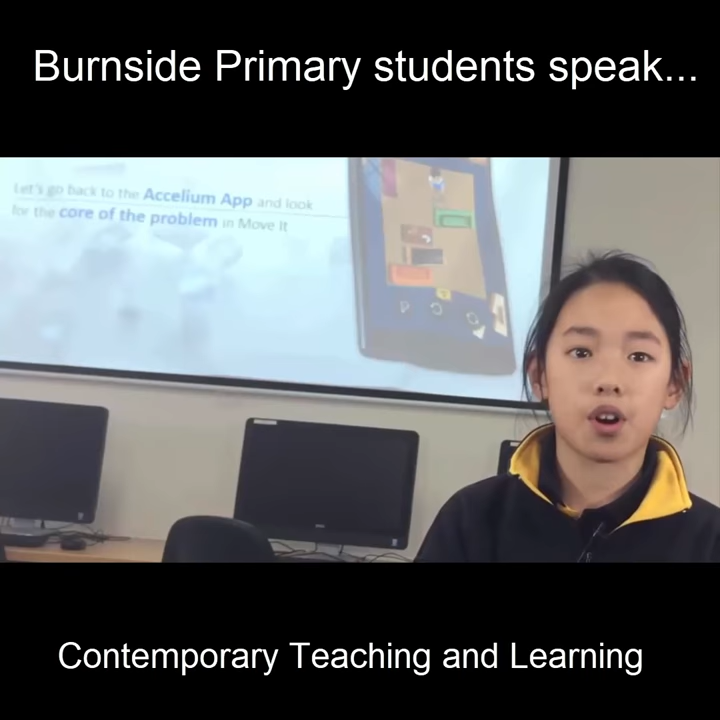 Burnside Primary students speak...
Let's go back to the Accelium App and look
for the core of the problem in Move It
Contemporary Teaching and Learning